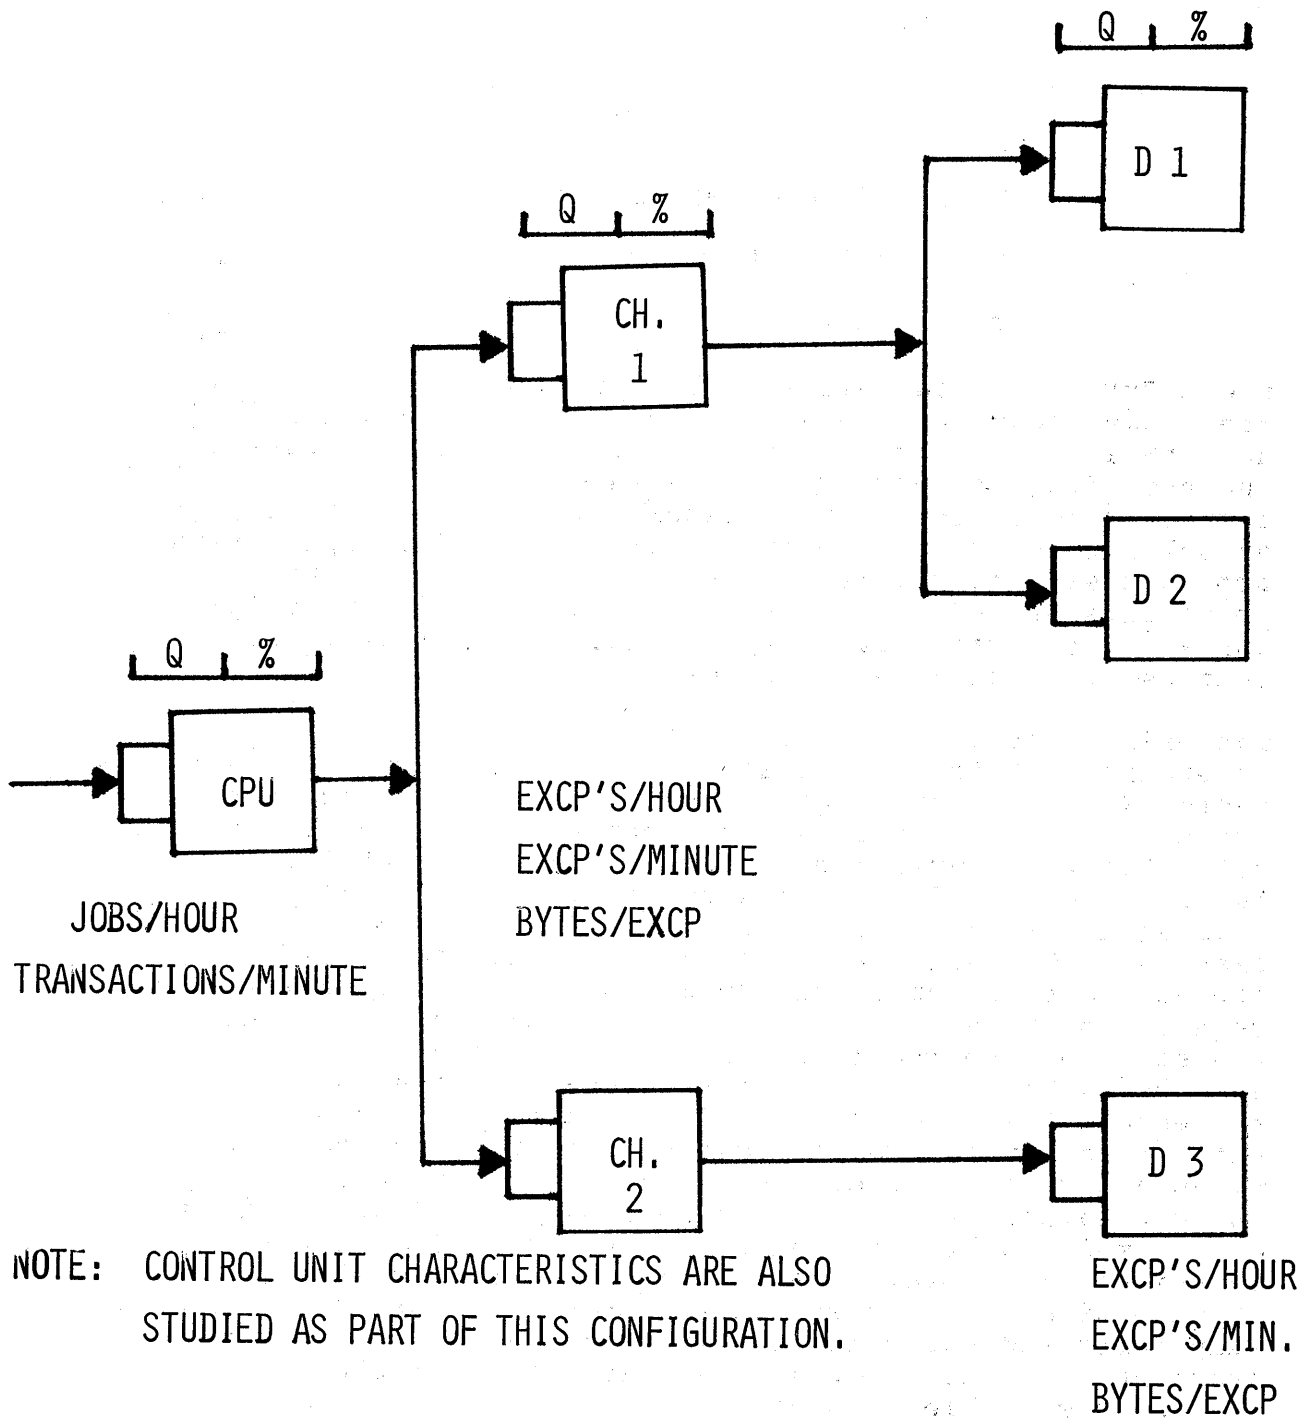 Q %
D 1
Q %
CH.
1
D 2
Q %
CPU
JOBS/HOUR
TRANSACTIONS/MINUTE
EXCP'S/HOUR
EXCP'S/MINUTE
BYTES/EXCP
CH.
2
D 3
NOTE: CONTROL UNIT CHARACTERISTICS ARE ALSO
STUDIED AS PART OF THIS CONFIGURATION.
EXCP'S/HOUR
EXCP'S/MIN.
BYTES/EXCP